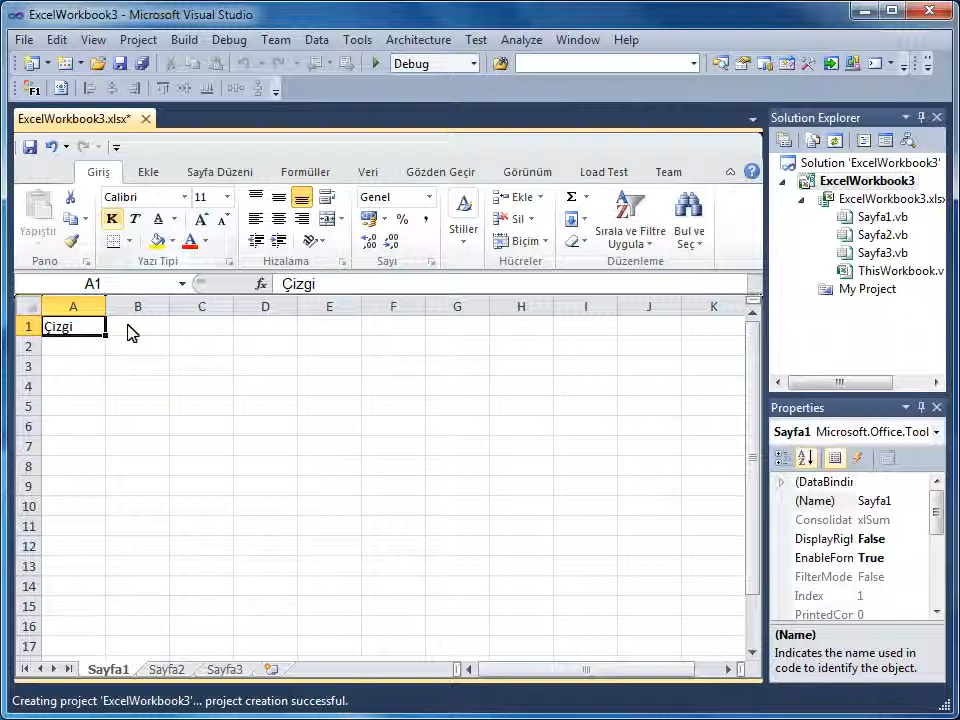 ExcelWorkbook3 - Microsoft Visual Studio
File Edit View Project Build Debug Team Data Tools Architecture Test Analyze Window Help
Debug
ExcelWorkbook3.xlsx*
Giriş Ekle Sayfa Düzeni Formüller Veri Gözden Geçir Görünüm Load Test Team
Yapıştır
Pano
Calibri 11
K T A A A
A
Yazı Tipi
Hizalama
Genel
%
Sayı
A
Stiller
Ekle
Sil
Biçim
Hücreler
Σ
Sırala ve Filtre Uygula
Bul ve Seç
Düzenleme
A1 fx Çizgi
A B C D E F G H I J K
1 Çizgi
2
3
4
5
6
7
8
9
10
11
12
13
14
15
16
17
Sayfa1 Sayfa2 Sayfa3
Solution Explorer
Solution 'ExcelWorkbook3'
ExcelWorkbook3
ExcelWorkbook3.xlsx
Sayfa1.vb
Sayfa2.vb
Sayfa3.vb
ThisWorkbook.v
My Project
Properties
Sayfa1 Microsoft.Office.Tool
(DataBindin
(Name) Sayfa1
Consolidat xlSum
DisplayRigl False
EnableForn True
FilterMode False
Index 1
PrintedCor 0
(Name)
Indicates the name used in
code to identify the object.
Creating project 'ExcelWorkbook3'... project creation successful.